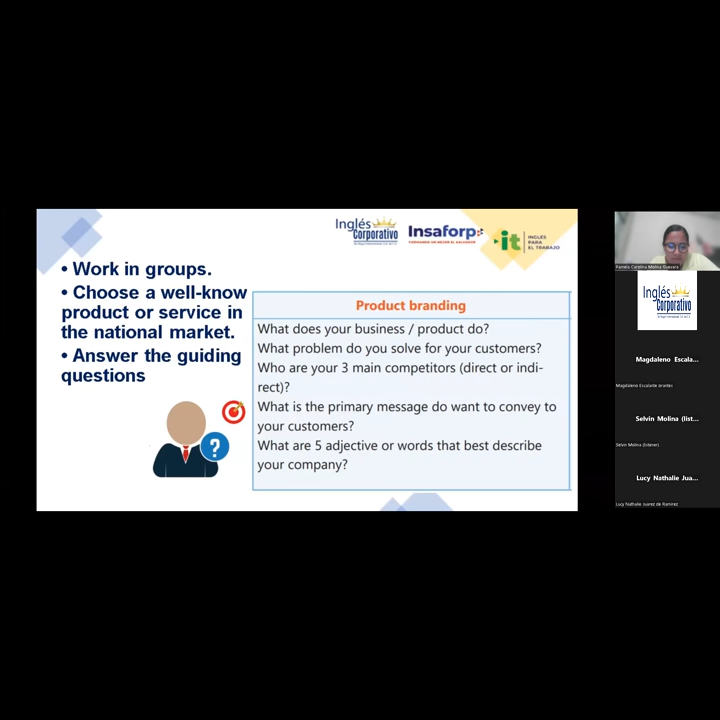 Inglés
Corporativo
Insaforp
FORMANDO UN MEJOR EL SALVADOR
it
INGLÉS
PARA
EL TRABAJO
• Work in groups.
• Choose a well-know
product or service in
the national market.
• Answer the guiding
questions
Product branding
What does your business / product do?
What problem do you solve for your customers?
Who are your 3 main competitors (direct or indi-
rect)?
What is the primary message do want to convey to
your customers?
What are 5 adjective or words that best describe
your company?
?
Pamela Carolina Molina Guevara
Inglés
Corporativo
Magdaleno Escala...
Magdaleno Escalante
Selvin Molina (list...
Selvin Molina (listener)
Lucy Nathalie Jua...
Lucy Nathalie Juarez de Ramirez